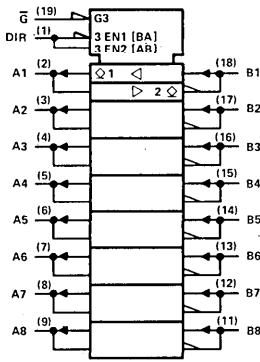 G (19) G3
DIR (1) 3 EN1 [BA]
3 EN2 [AB]
A1 (2) 1 (18) B1
2
A2 (3) (17) B2
A3 (4) (16) B3
A4 (5) (15) B4
A5 (6) (14) B5
A6 (7) (13) B6
A7 (8) (12) B7
A8 (9) (11) B8